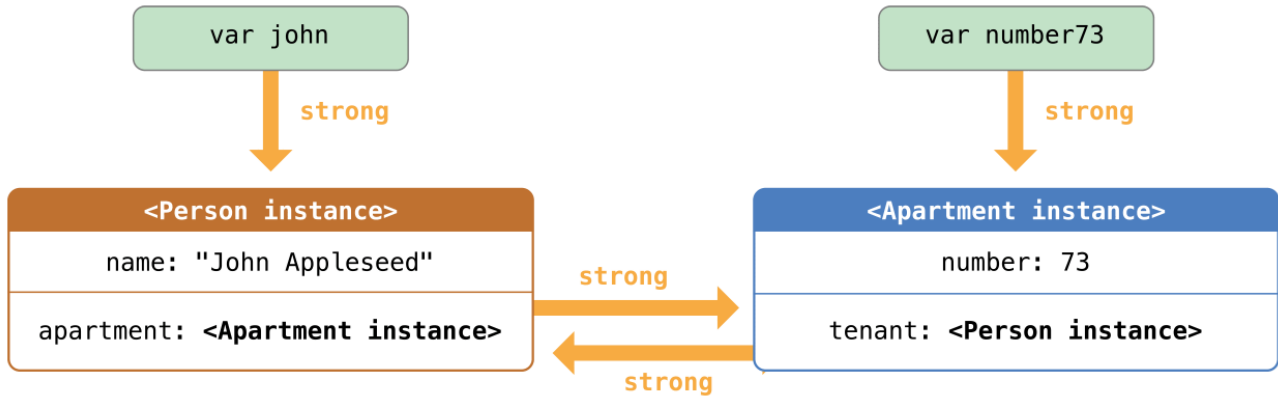 var john
var number73
strong
strong
<Person instance>
<Apartment instance>
name: "John Appleseed"
number: 73
strong
apartment: <Apartment instance>
tenant: <Person instance>
strong